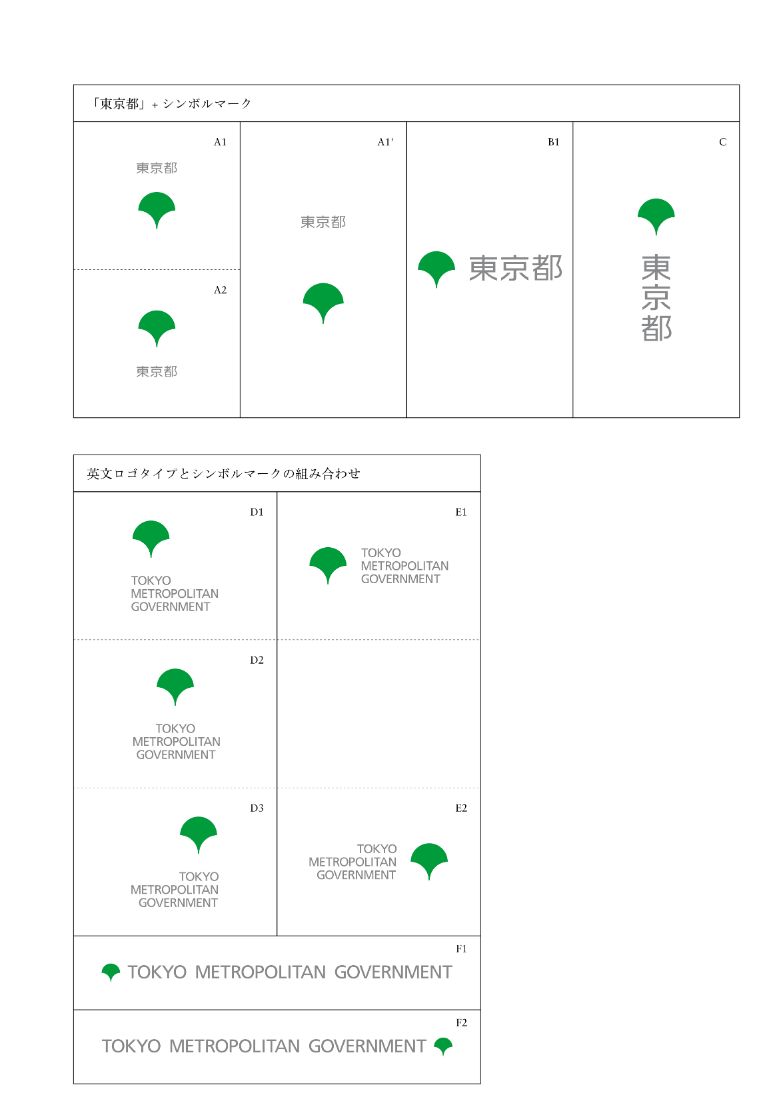 「東京都」+ シンボルマーク
A1
東京都
A2
東京都
A1'
東京都
B1
東京都
C
東京都
英文ロゴタイプとシンボルマークの組み合わせ
D1
TOKYO
METROPOLITAN
GOVERNMENT
E1
TOKYO
METROPOLITAN
GOVERNMENT
D2
TOKYO
METROPOLITAN
GOVERNMENT
D3
TOKYO
METROPOLITAN
GOVERNMENT
E2
TOKYO
METROPOLITAN
GOVERNMENT
F1
TOKYO METROPOLITAN GOVERNMENT
F2
TOKYO METROPOLITAN GOVERNMENT